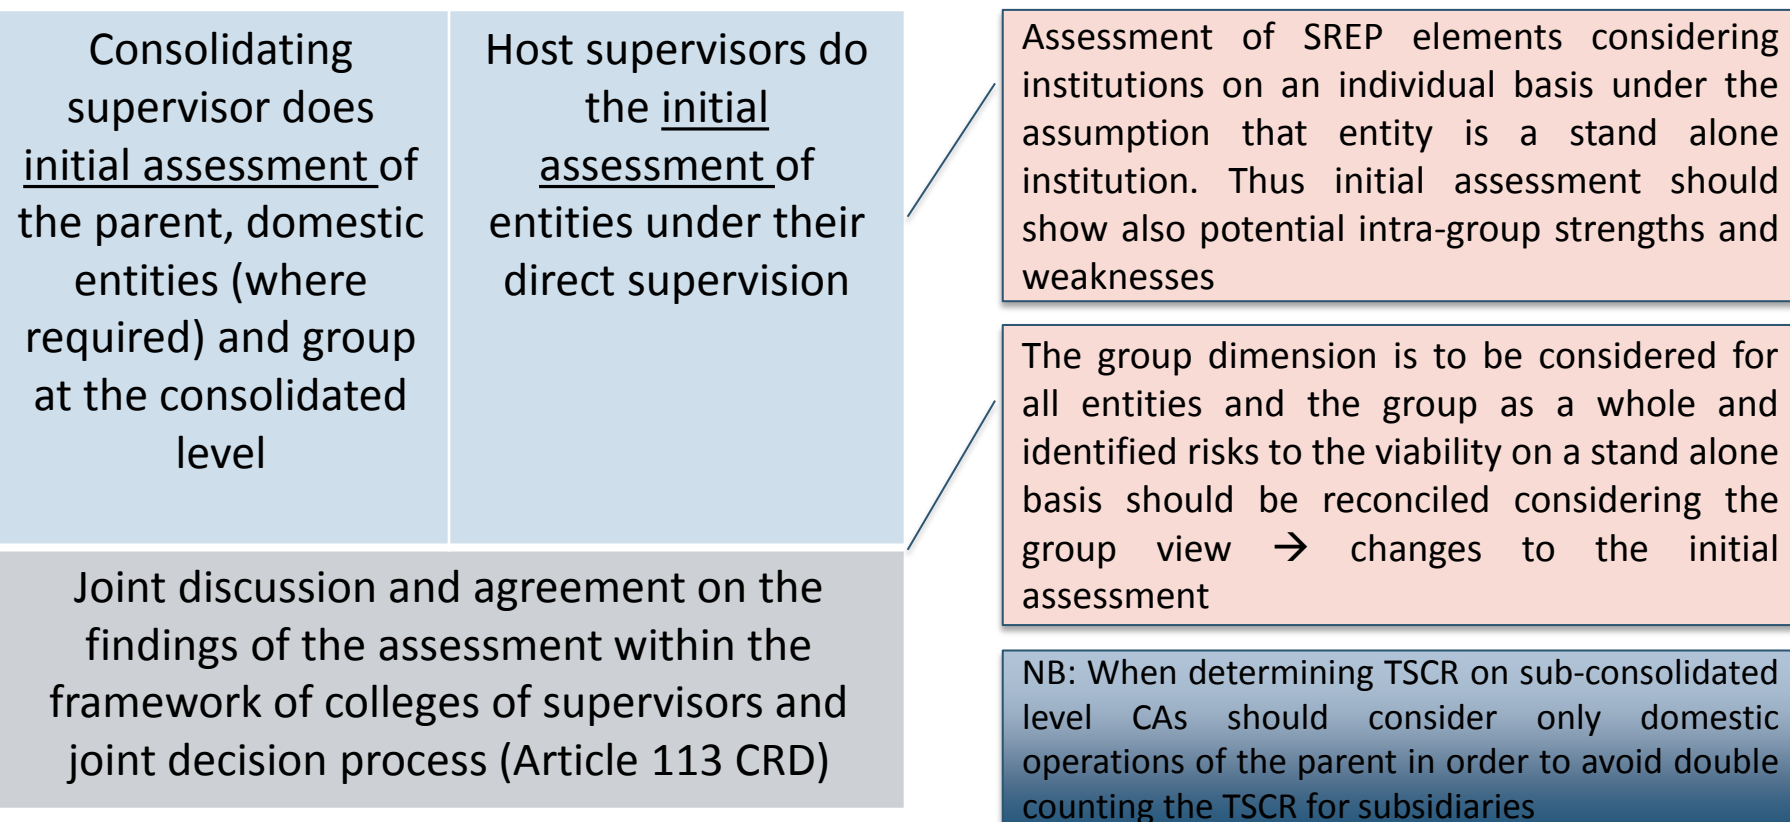 Consolidating
supervisor does
initial assessment of
the parent, domestic
entities (where
required) and group
at the consolidated
level
Host supervisors do
the initial
assessment of
entities under their
direct supervision
Joint discussion and agreement on the
findings of the assessment within the
framework of colleges of supervisors and
joint decision process (Article 113 CRD)
Assessment of SREP elements considering
institutions on an individual basis under the
assumption that entity is a stand alone
institution. Thus initial assessment should
show also potential intra-group strengths and
weaknesses
The group dimension is to be considered for
all entities and the group as a whole and
identified risks to the viability on a stand alone
basis should be reconciled considering the
group view → changes to the initial
assessment
NB: When determining TSCR on sub-consolidated
level CAs should consider only domestic
operations of the parent in order to avoid double
counting the TSCR for subsidiaries